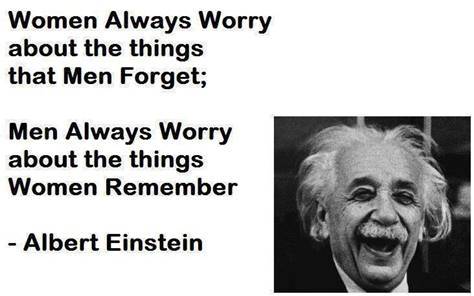 Women Always Worry
about the things
that Men Forget;
Men Always Worry
about the things
Women Remember
- Albert Einstein